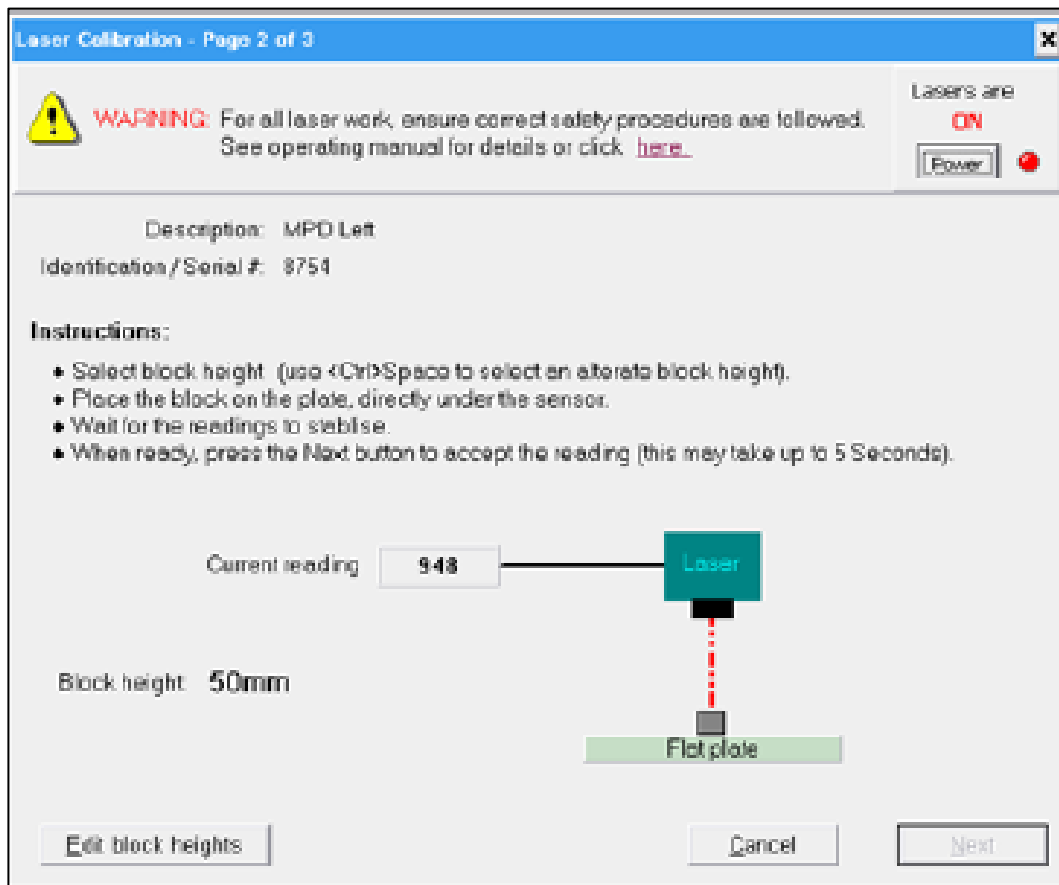 Laser Calibration - Page 2 of 3
WARNING: For all laser work, ensure correct safety procedures are followed.
See operating manual for details or click here.
Lasers are
ON
Power
Description: MPD Left
Identification / Serial #: 8754
Instructions:
• Select block height (use <Ctrl>Space to select an alterate block height).
• Place the block on the plate, directly under the sensor.
• Wait for the readings to stablise.
• When ready, press the Next button to accept the reading (this may take up to 5 Seconds).
Current reading 948
Laser
Block height 50mm
Flat plate
Edit block heights
Cancel
Next